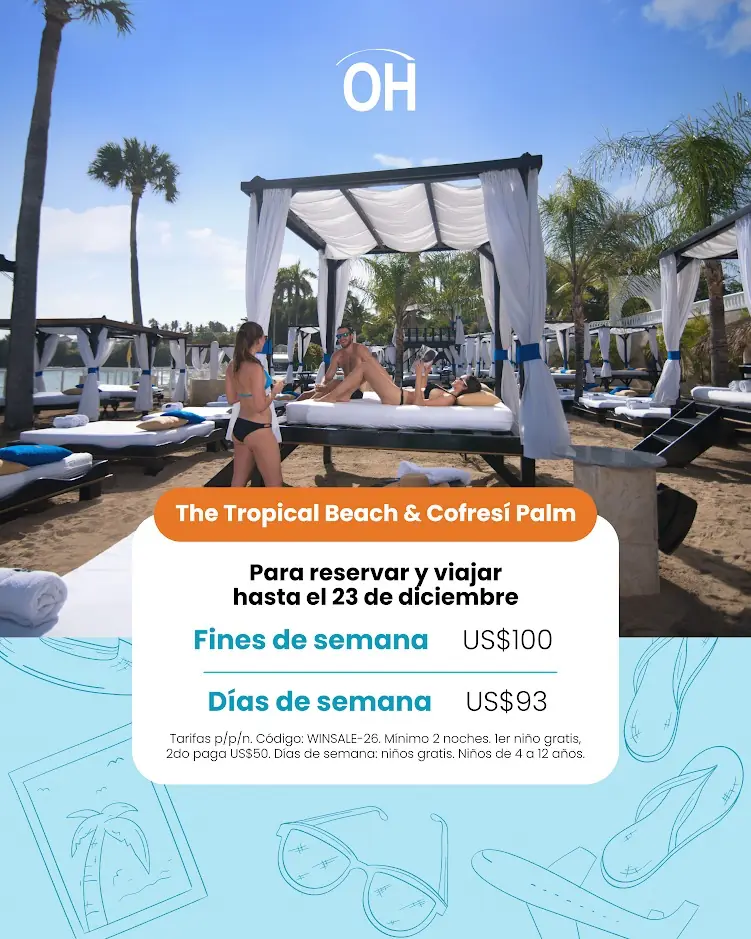 OH
The Tropical Beach & Cofresí Palm
Para reservar y viajar
hasta el 23 de diciembre
Fines de semana US$100
Días de semana US$93
Tarifas p/p/n. Código: WINSALE-26. Mínimo 2 noches. 1er niño gratis,
2do paga US$50. Días de semana: niños gratis. Niños de 4 a 12 años.